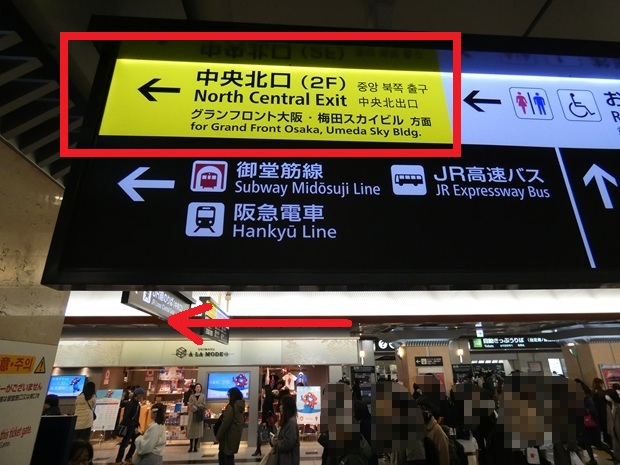 中央北口（2F） 중앙 북쪽 출구
North Central Exit 中央北出口
グランフロント大阪・梅田スカイビル 方面
for Grand Front Osaka, Umeda Sky Bldg.
お
御堂筋線
Subway Midōsuji Line
JR高速バス
JR Expressway Bus
阪急電車
Hankyū Line
A LA MODE
注意